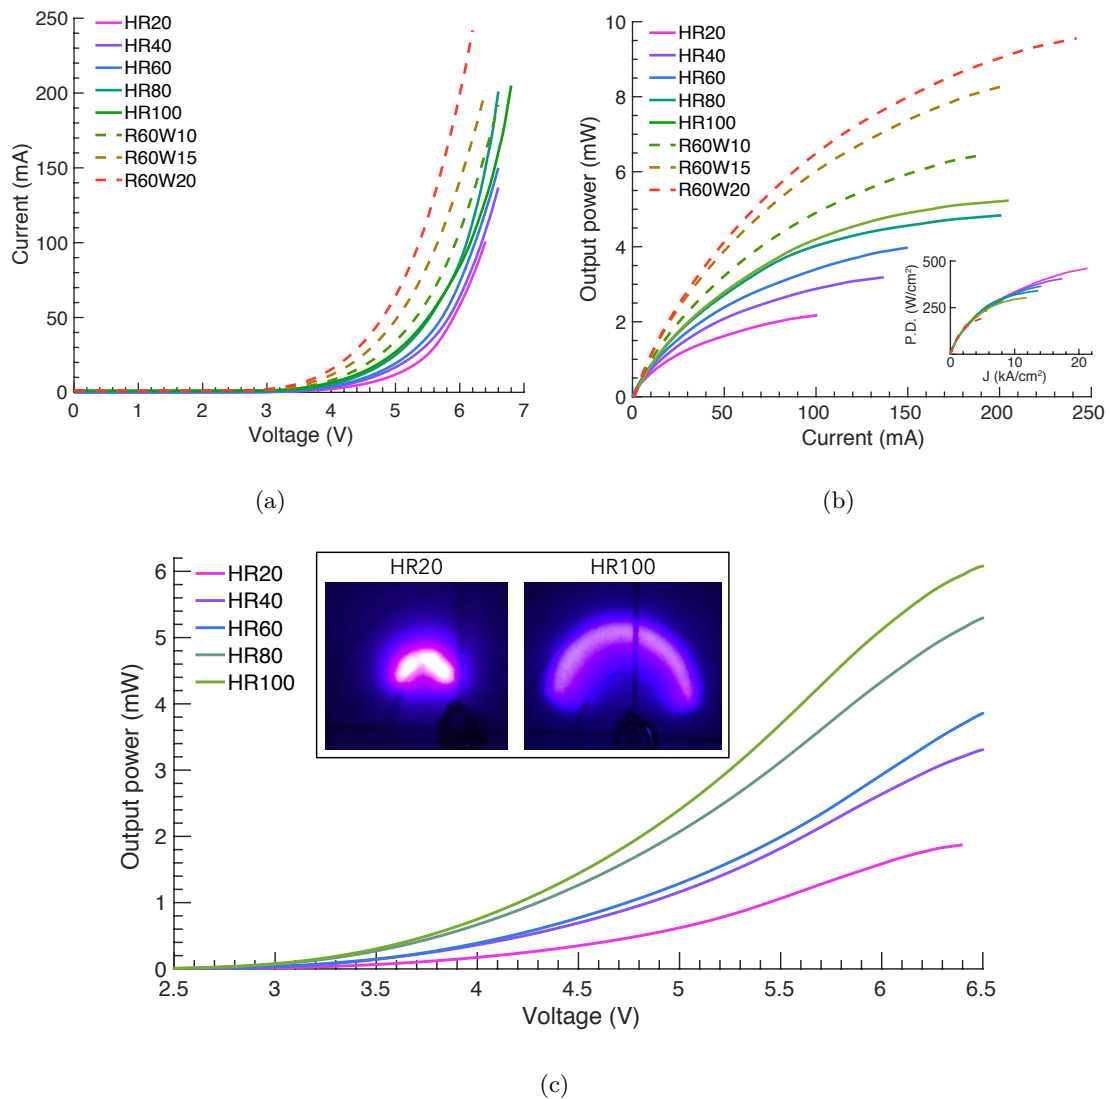 250
200
150
100
50
0
Current (mA)
HR20
HR40
HR60
HR80
HR100
R60W10
R60W15
R60W20
0 1 2 3 4 5 6 7
Voltage (V)
(a)
10
8
6
4
2
0
Output power (mW)
HR20
HR40
HR60
HR80
HR100
R60W10
R60W15
R60W20
500
250
P.D. (W/cm²)
0 10 20
J (kA/cm²)
50 100 150 200 250
Current (mA)
(b)
6
5
4
3
2
1
0
Output power (mW)
HR20
HR40
HR60
HR80
HR100
HR20 HR100
2.5 3 3.5 4 4.5 5 5.5 6 6.5
Voltage (V)
(c)